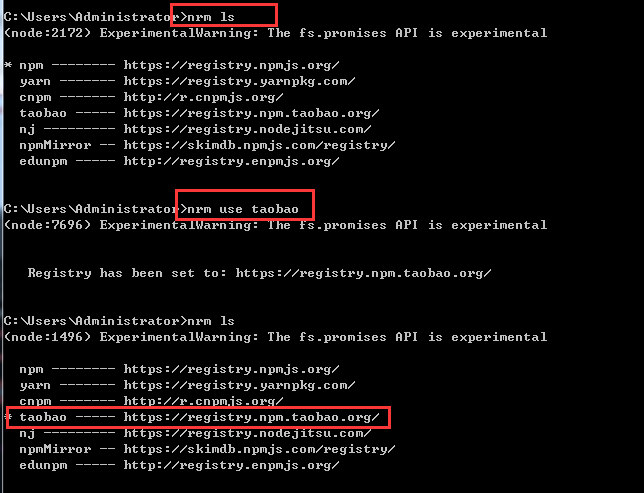 C:\Users\Administrator>nrm ls
(node:2172) ExperimentalWarning: The fs.promises API is experimental
* npm -------- https://registry.npmjs.org/
yarn ------- https://registry.yarnpkg.com/
cnpm ------- http://r.cnpmjs.org/
taobao ----- https://registry.npm.taobao.org/
nj --------- https://registry.nodejitsu.com/
npmMirror -- https://skimdb.npmjs.com/registry/
edunpm ----- http://registry.enpmjs.org/
C:\Users\Administrator>nrm use taobao
(node:7696) ExperimentalWarning: The fs.promises API is experimental
Registry has been set to: https://registry.npm.taobao.org/
C:\Users\Administrator>nrm ls
(node:1496) ExperimentalWarning: The fs.promises API is experimental
npm -------- https://registry.npmjs.org/
yarn ------- https://registry.yarnpkg.com/
cnpm ------- http://r.cnpmjs.org/
* taobao ----- https://registry.npm.taobao.org/
nj --------- https://registry.nodejitsu.com/
npmMirror -- https://skimdb.npmjs.com/registry/
edunpm ----- http://registry.enpmjs.org/